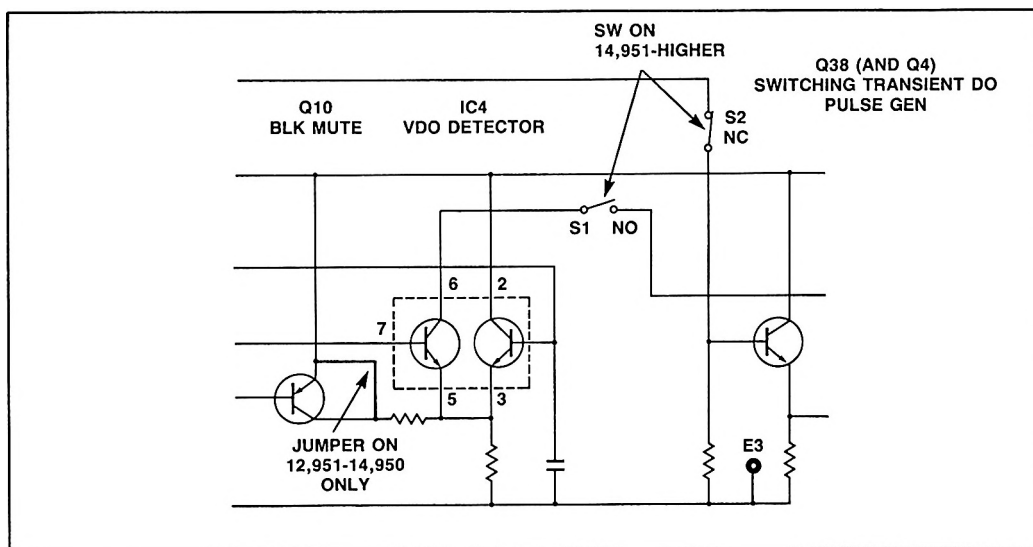 SW ON
14,951-HIGHER
Q38 (AND Q4)
SWITCHING TRANSIENT DO
PULSE GEN
Q10
BLK MUTE
IC4
VDO DETECTOR
S2
NC
S1 NO
6 2
7
5 3
JUMPER ON
12,951-14,950
ONLY
E3